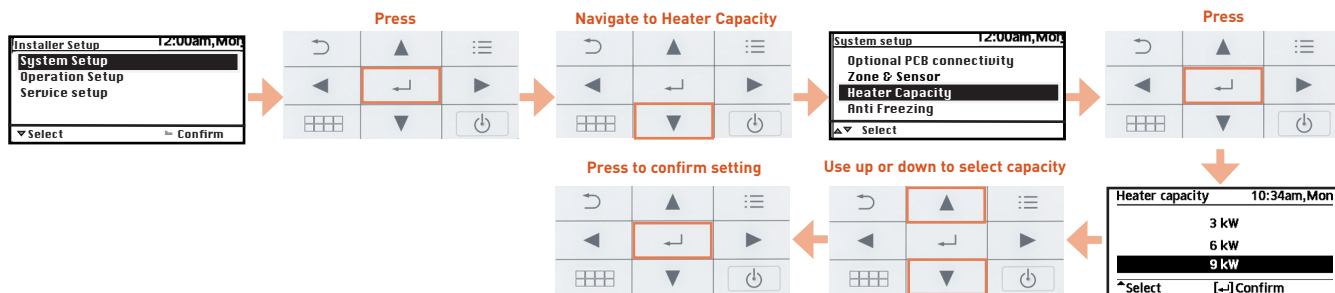 Press
Navigate to Heater Capacity
Press
Installer Setup 12:00am,Mon
System Setup
Operation Setup
Service setup
▼Select Confirm
System setup 12:00am,Mon
Optional PCB connectivity
Zone & Sensor
Heater Capacity
Anti Freezing
▲▼ Select
Press to confirm setting
Use up or down to select capacity
Heater capacity 10:34am,Mon
3 kW
6 kW
9 kW
▲Select [↵]Confirm